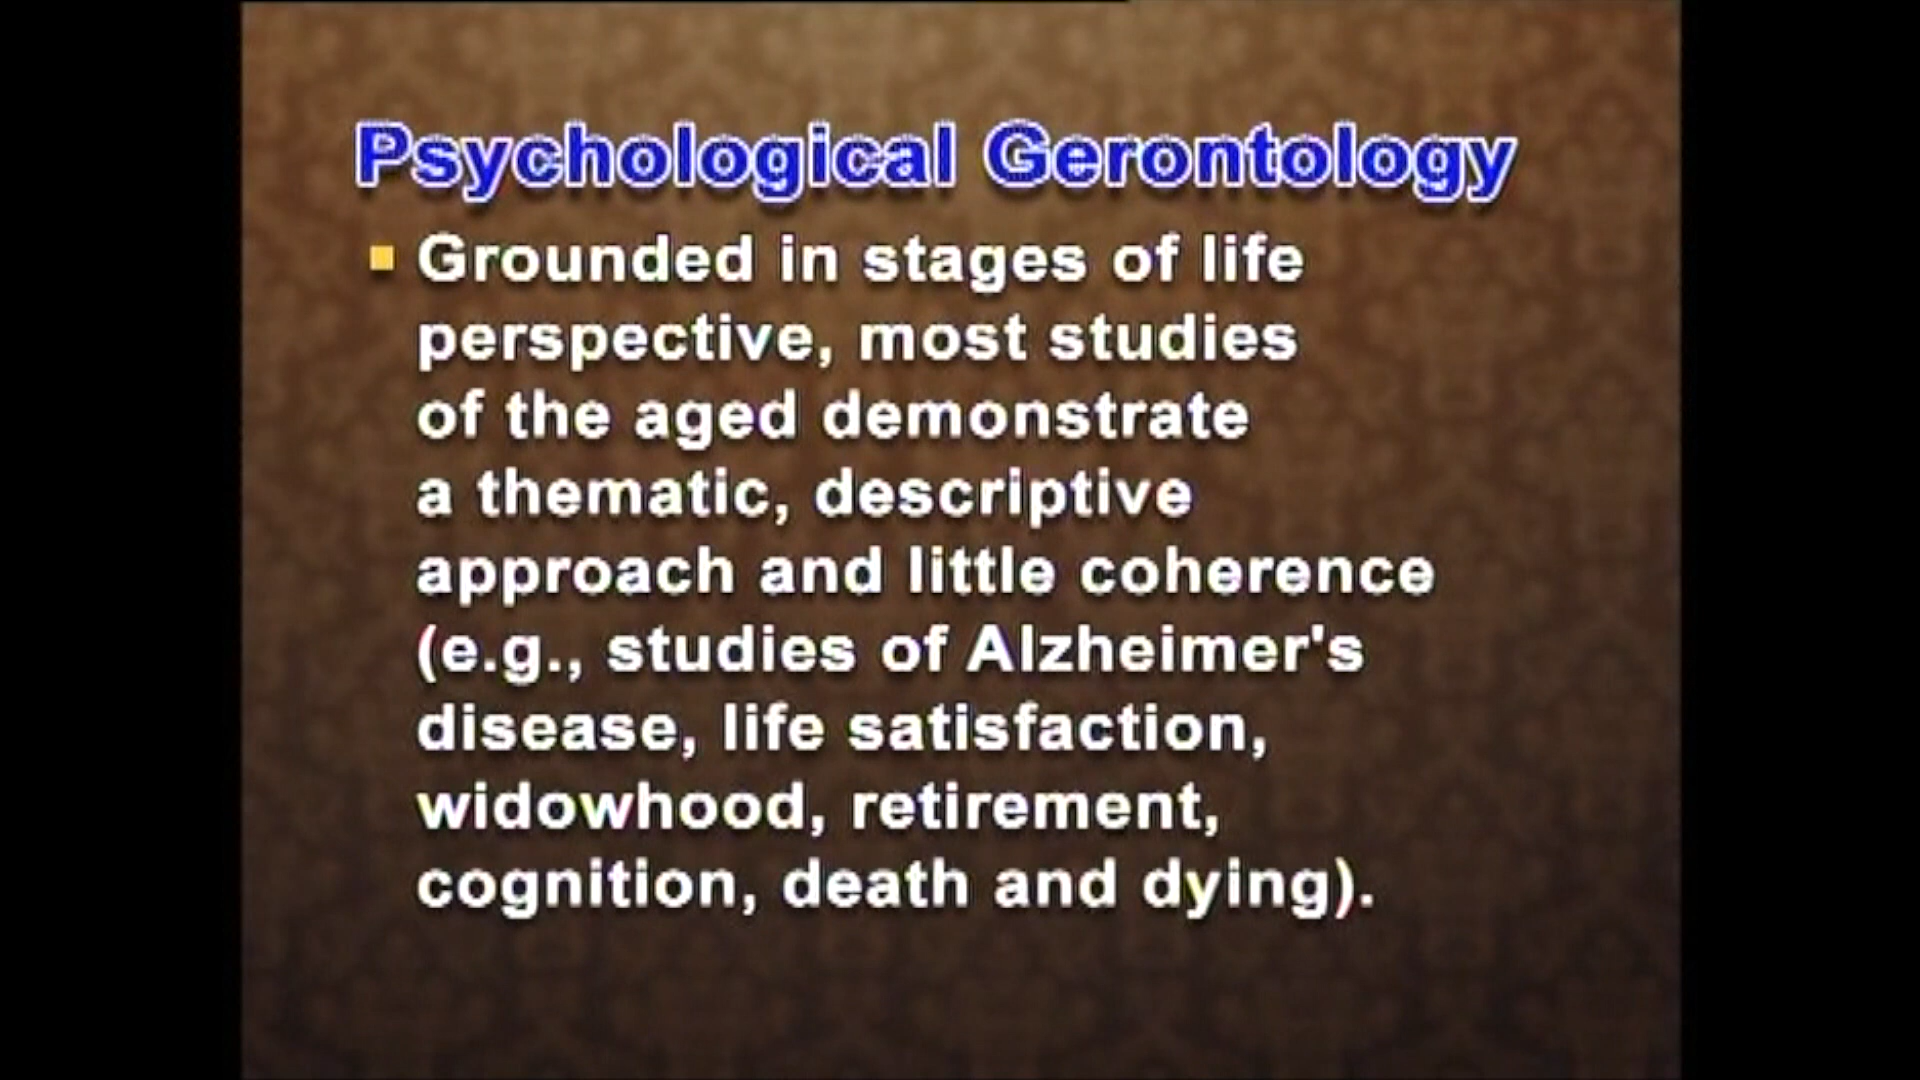 Psychological Gerontology
Grounded in stages of life
perspective, most studies
of the aged demonstrate
a thematic, descriptive
approach and little coherence
(e.g., studies of Alzheimer's
disease, life satisfaction,
widowhood, retirement,
cognition, death and dying).